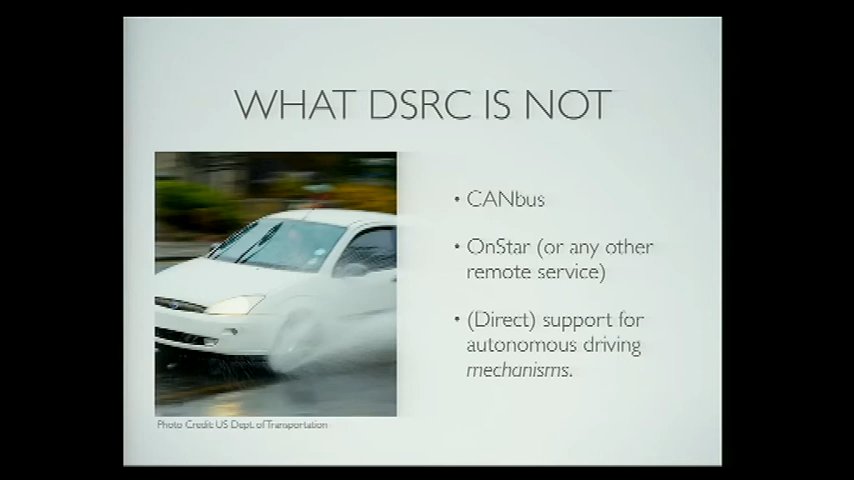 WHAT DSRC IS NOT
• CANbus
• OnStar (or any other
remote service)
• (Direct) support for
autonomous driving
mechanisms.
Photo Credit: US Dept. of Transportation